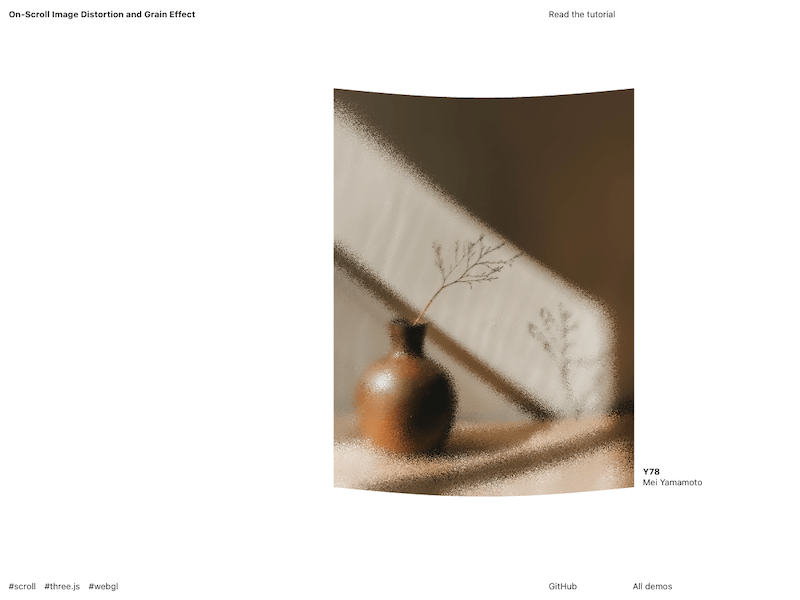 On-Scroll Image Distortion and Grain Effect
Read the tutorial
Y78
Mei Yamamoto
#scroll #three.js #webgl
GitHub
All demos